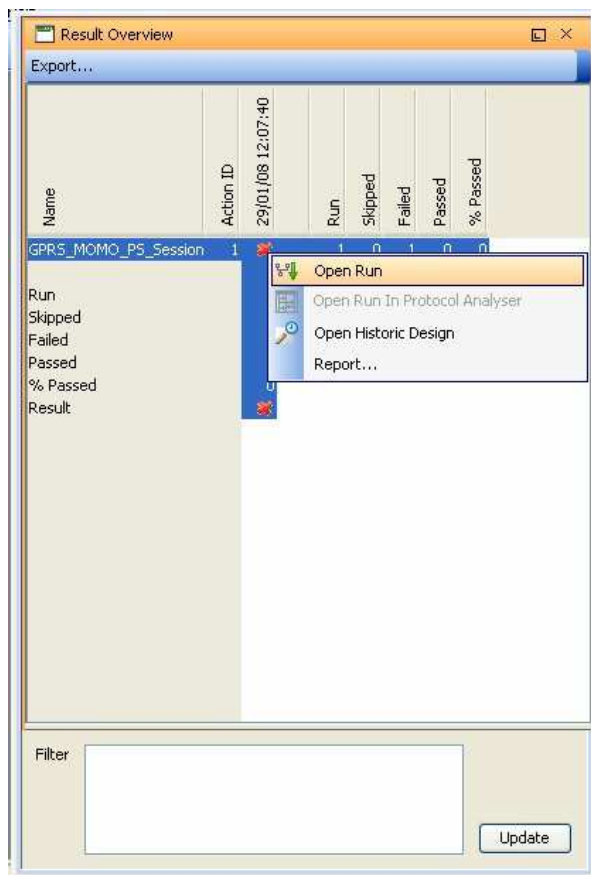 Result Overview
Export...
Name
Action ID
29/01/08 12:07:40
Run
Skipped
Failed
Passed
% Passed
GPRS_MOMO_PS_Session 1 1 0 1 0 0
Open Run
Open Run In Protocol Analyser
Open Historic Design
Report...
Run
Skipped
Failed
Passed
% Passed 0
Result
Filter
Update